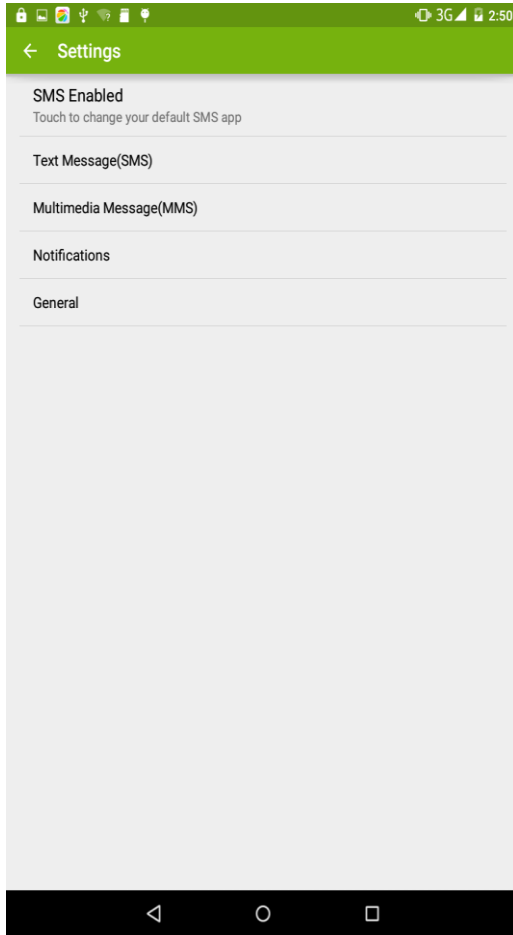 3G 2:50
Settings
SMS Enabled
Touch to change your default SMS app
Text Message(SMS)
Multimedia Message(MMS)
Notifications
General